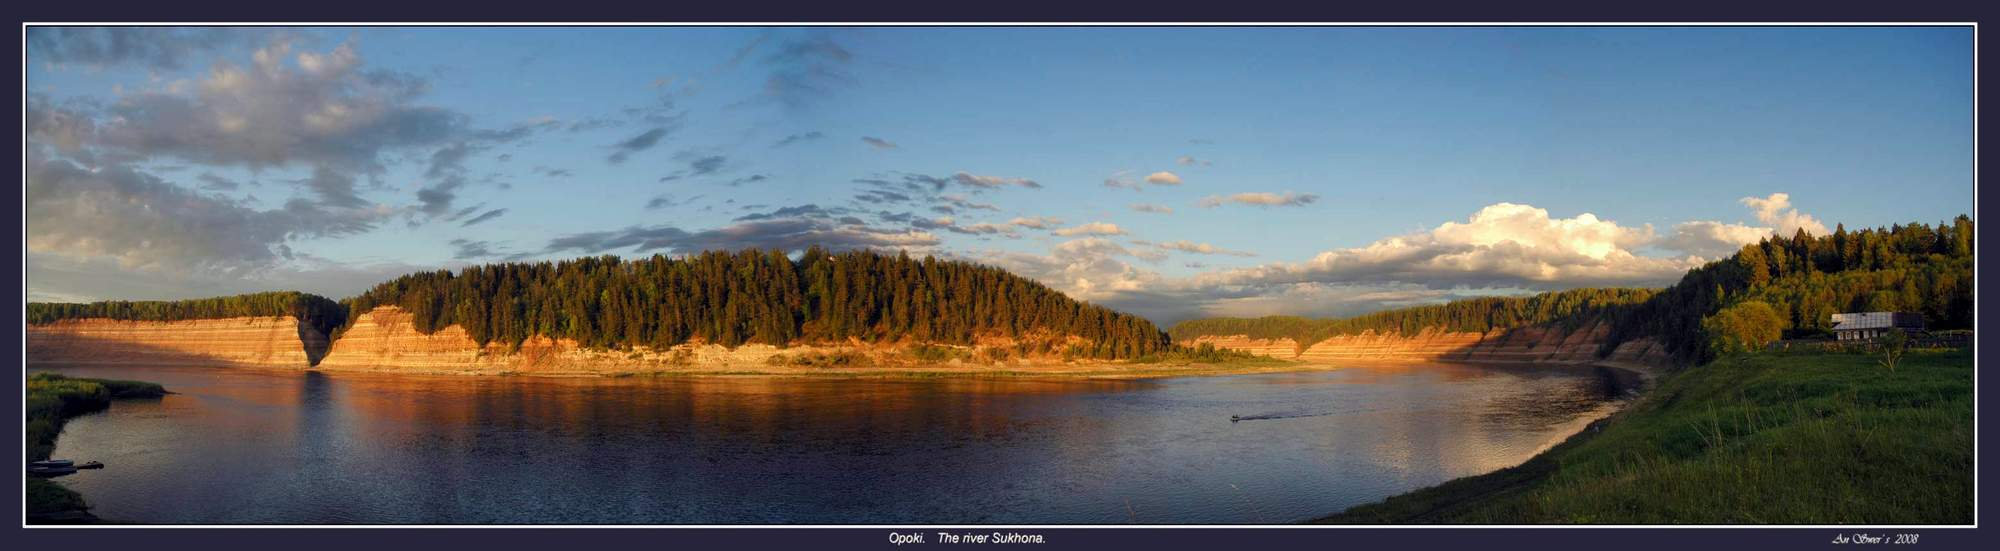 Opoki. The river Sukhona.
An Swer's 2008